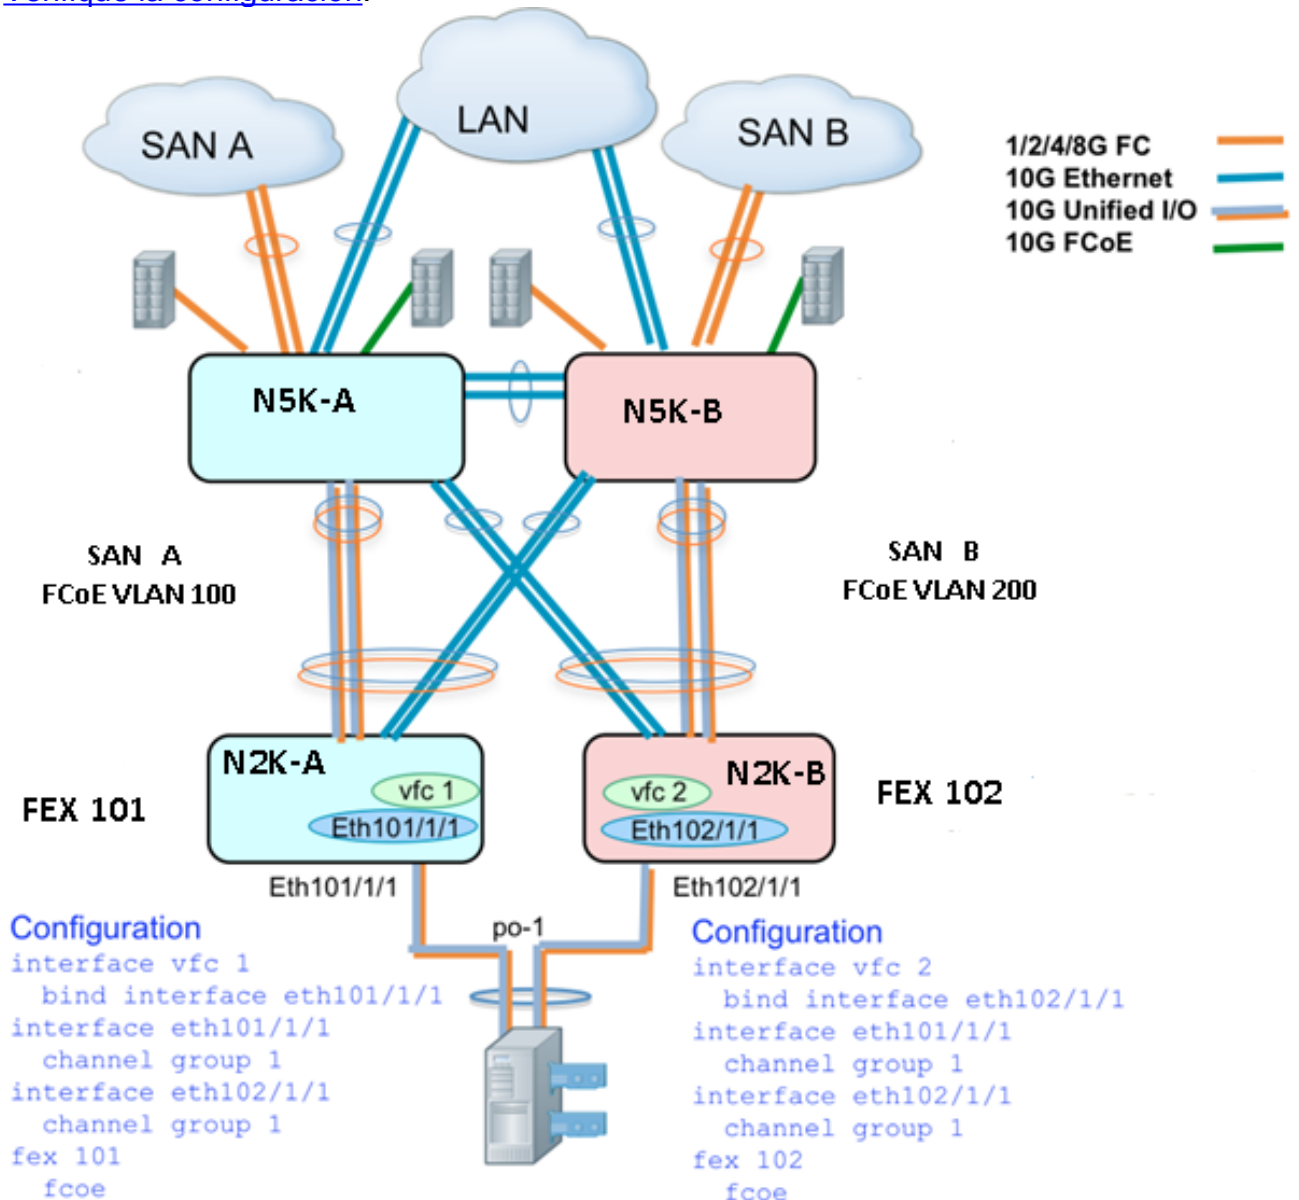 Verifique la configuración.
LAN
SAN A
SAN B
1/2/4/8G FC
10G Ethernet
10G Unified I/O
10G FCoE
N5K-A
N5K-B
SAN A
FCoE VLAN 100
SAN B
FCoE VLAN 200
N2K-A
vfc 1
Eth101/1/1
N2K-B
vfc 2
Eth102/1/1
FEX 101
FEX 102
Eth101/1/1
Eth102/1/1
po-1
Configuration
interface vfc 1
bind interface eth101/1/1
interface eth101/1/1
channel group 1
interface eth102/1/1
channel group 1
fex 101
fcoe
Configuration
interface vfc 2
bind interface eth102/1/1
interface eth101/1/1
channel group 1
interface eth102/1/1
channel group 1
fex 102
fcoe